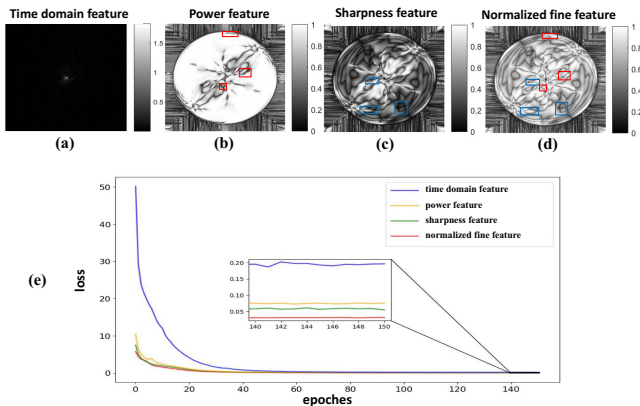 Time domain feature Power feature Sharpness feature Normalized fine feature
1.5
1
0.5
1
0.8
0.6
0.4
0.2
0
1
0.8
0.6
0.4
0.2
0
1
0.8
0.6
0.4
0.2
0
(a) (b) (c) (d)
(e)
loss
50
40
30
20
10
0
time domain feature
power feature
sharpness feature
normalized fine feature
0.20
0.15
0.10
0.05
140 142 144 146 148 150
0 20 40 60 80 100 120 140
epoches